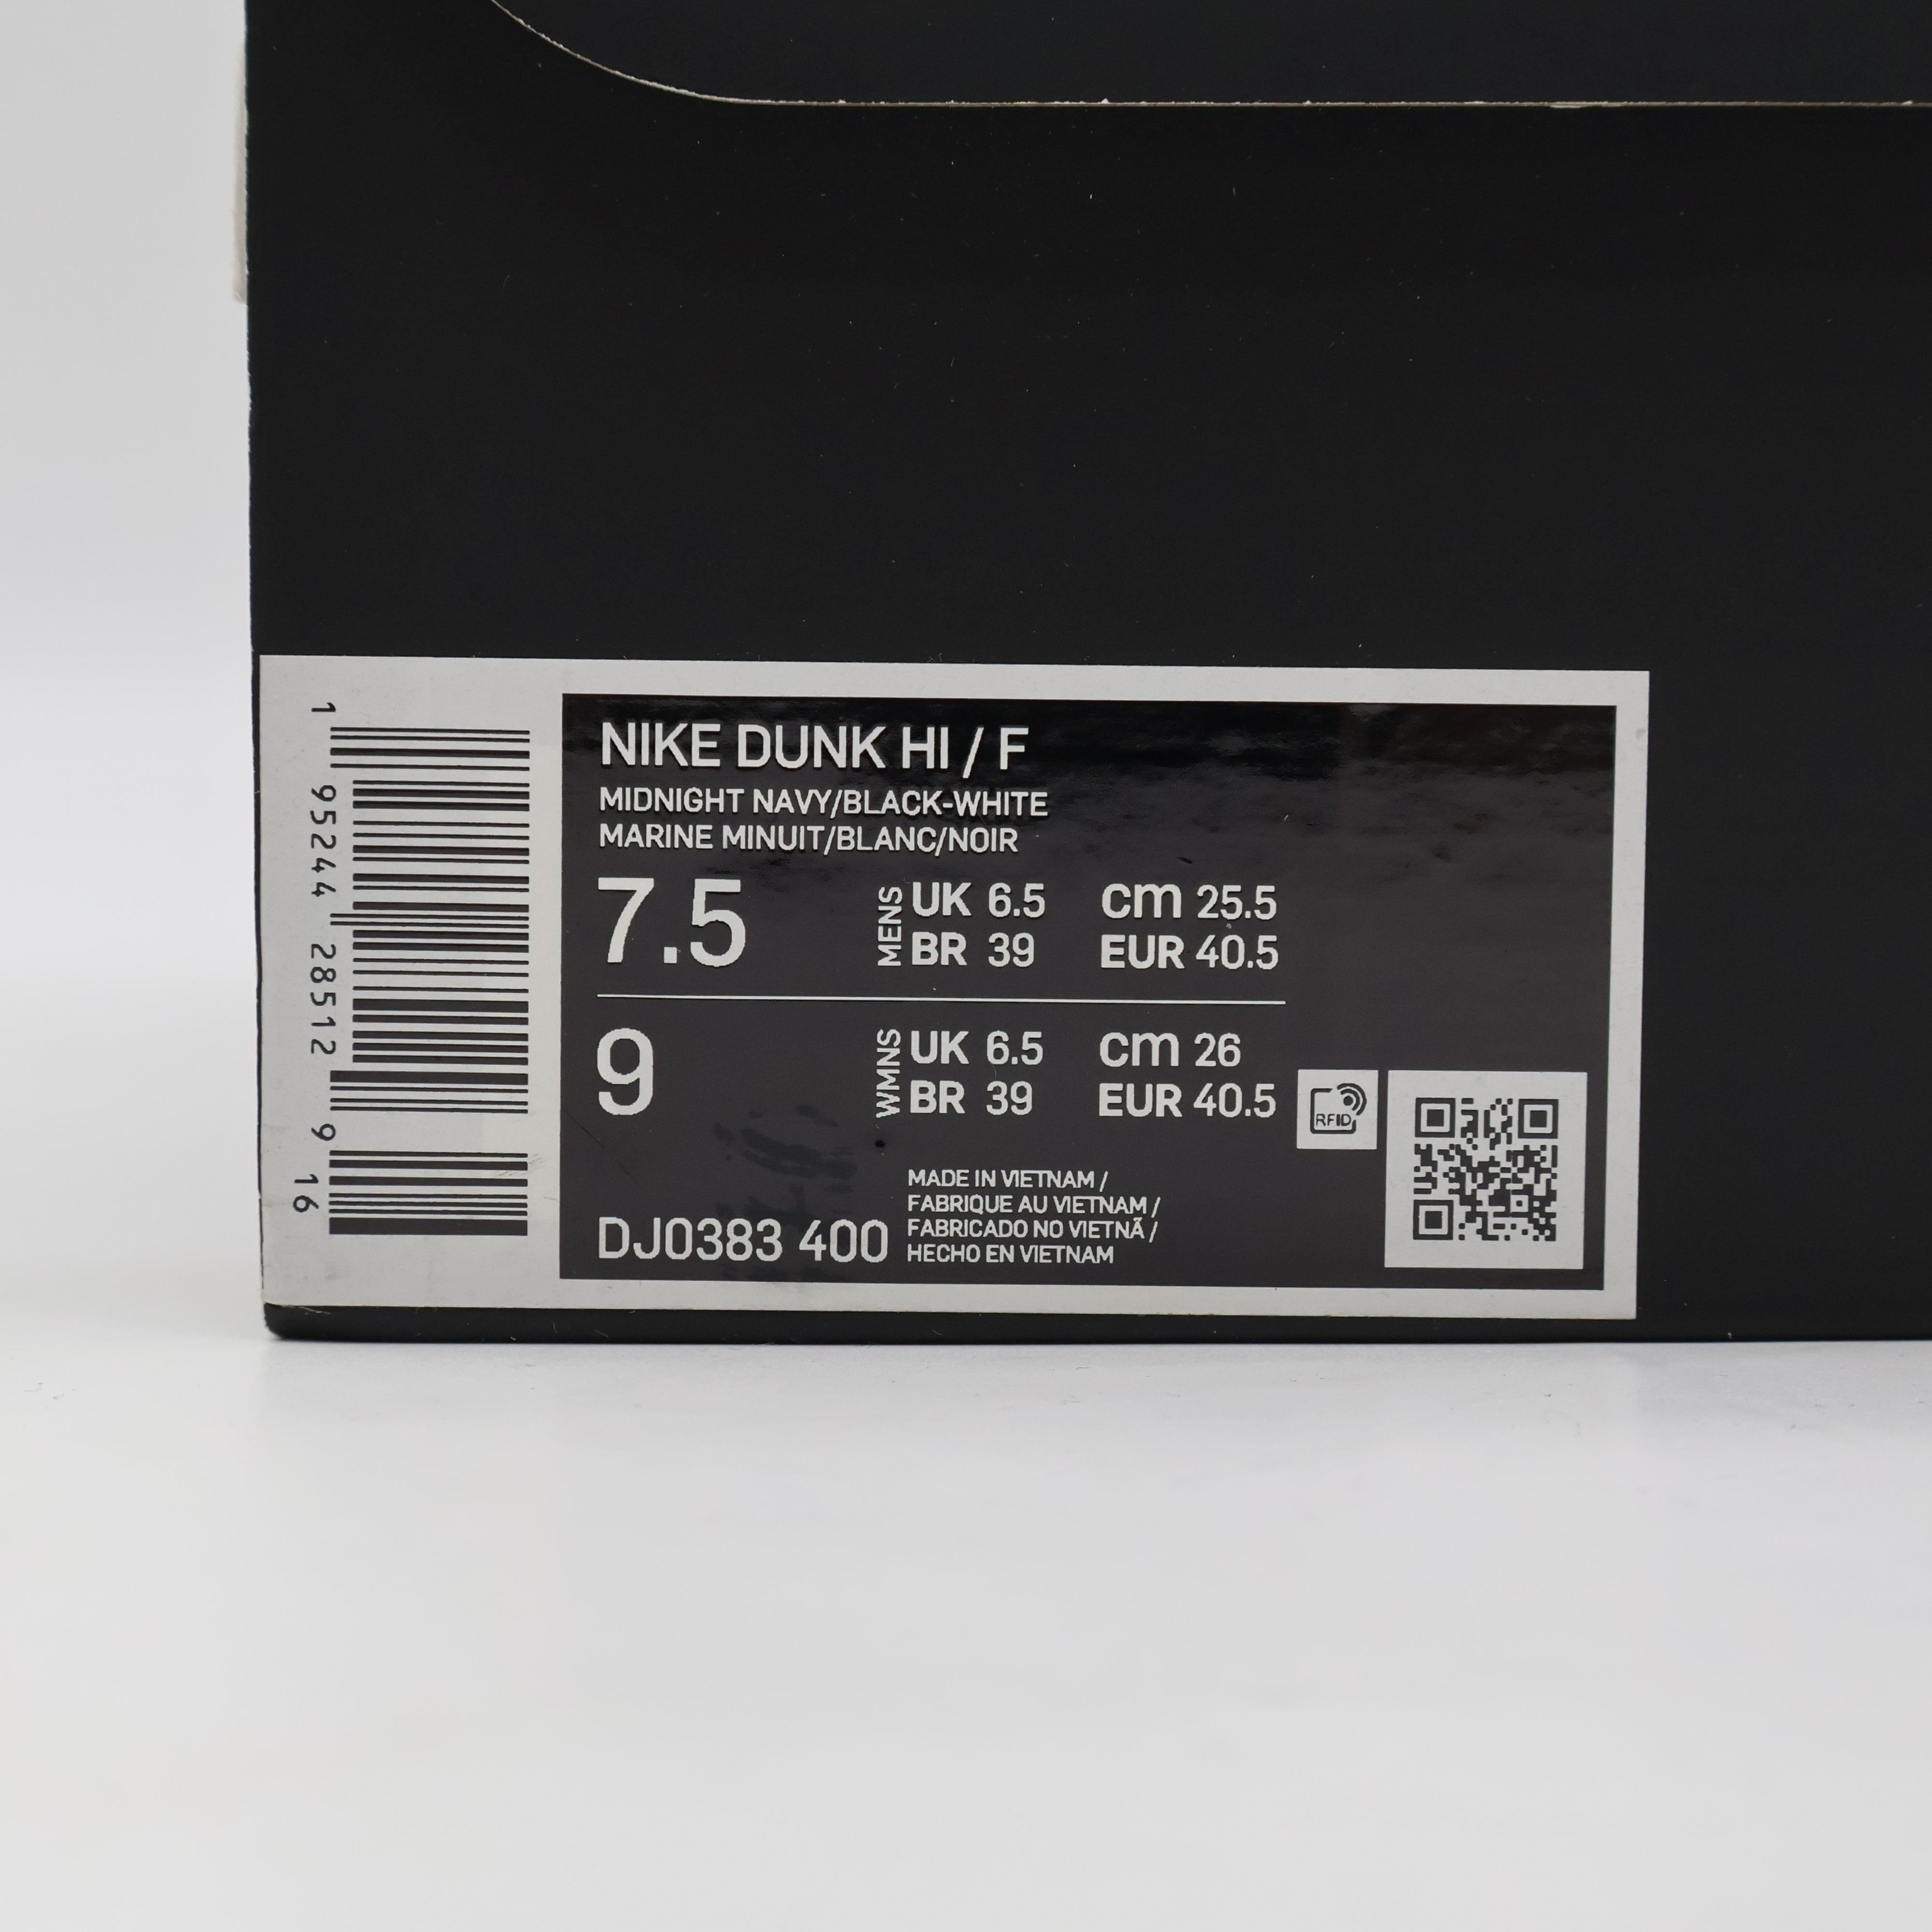 1 95244 28512 9
16
NIKE DUNK HI / F
MIDNIGHT NAVY/BLACK-WHITE
MARINE MINUIT/BLANC/NOIR
7.5
MENS
UK 6.5 cm 25.5
BR 39 EUR 40.5
9
WMNS
UK 6.5 cm 26
BR 39 EUR 40.5
RFID
MADE IN VIETNAM /
FABRIQUE AU VIETNAM /
FABRICADO NO VIETNÃ /
HECHO EN VIETNAM
DJ0383 400